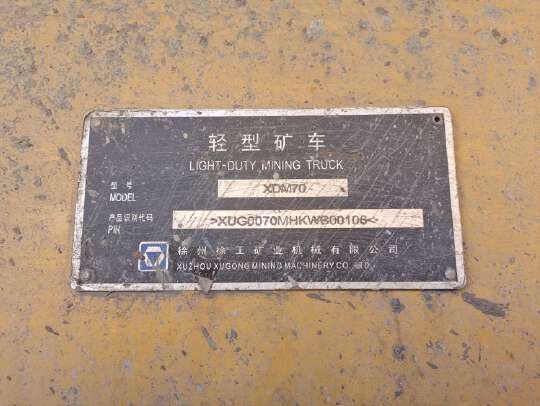 轻型矿车
LIGHT-DUTY MINING TRUCK
型号 XDM70
MODEL
产品识别代码
PIN >XUG0070MHKWB00106<
徐州徐工矿业机械有限公司
XUZHOU XUGONG MINING MACHINERY CO.,LTD.